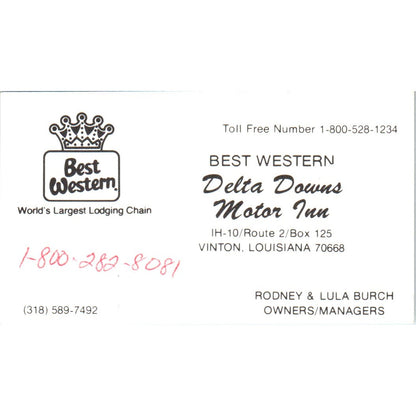 Toll Free Number 1-800-528-1234
Best
Western
World's Largest Lodging Chain
BEST WESTERN
Delta Downs
Motor Inn
IH-10/Route 2/Box 125
VINTON, LOUISIANA 70668
1-800-282-8081
(318) 589-7492
RODNEY & LULA BURCH
OWNERS/MANAGERS